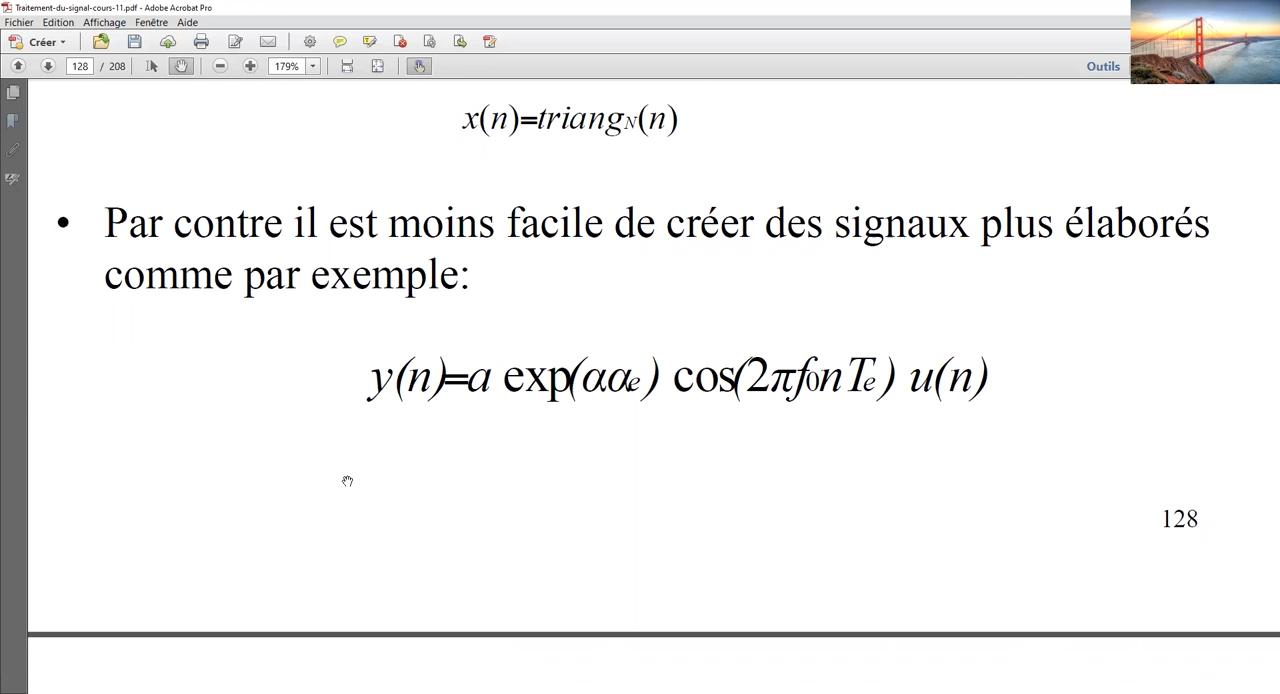 Traitement-du-signal-cours-11.pdf - Adobe Acrobat Pro
Fichier Edition Affichage Fenêtre Aide
Créer
128 / 208 179% Outils
x(n)=triangN(n)
• Par contre il est moins facile de créer des signaux plus élaborés
comme par exemple:
y(n)=a exp(ααe) cos(2πf0nTe) u(n)
128